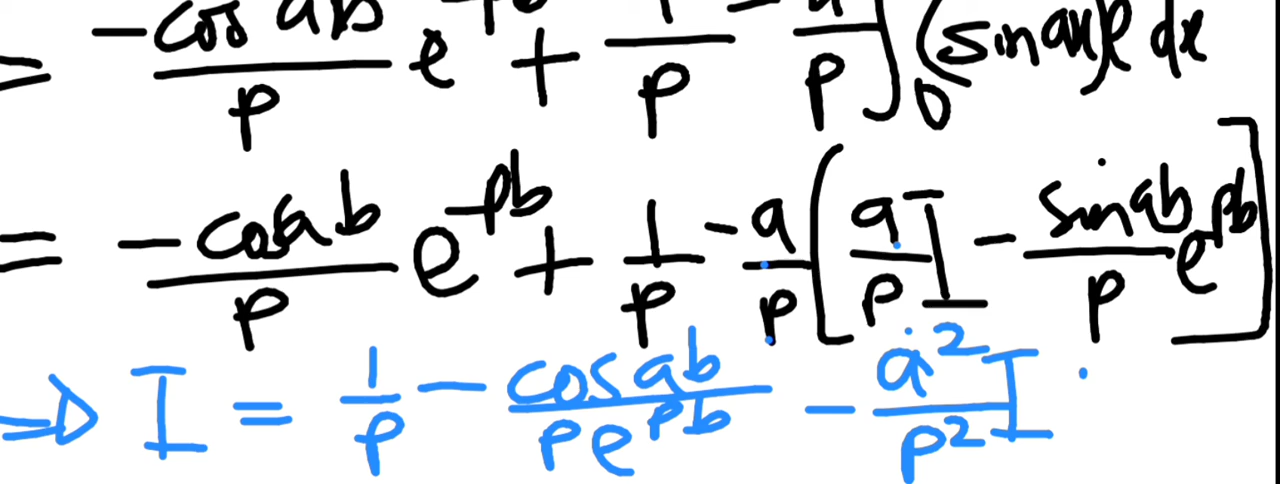 = -cos ab/p e^-pb + 1/p - a/p ∫_0 (sin ax)e dx
= -cos ab/p e^-pb + 1/p - a/p [a/p I - sin ab/p e^pb]
⇒ I = 1/p - cos ab/pe^pb - a²/p² I